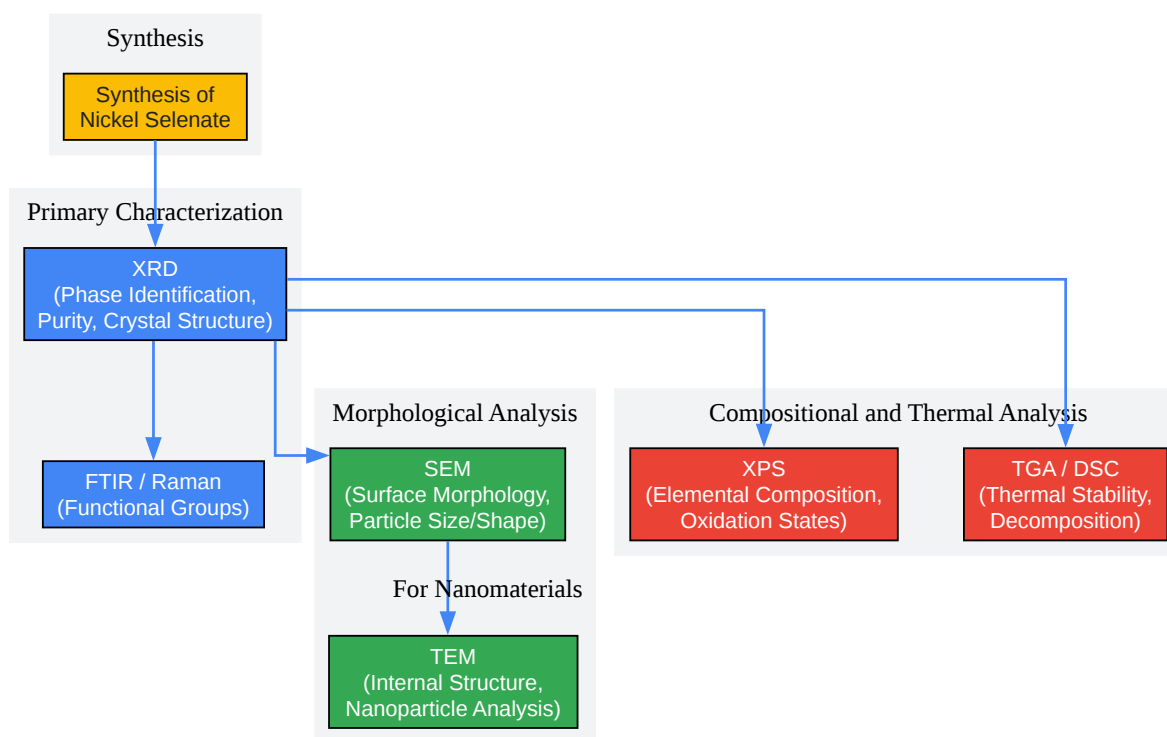 Synthesis
Synthesis of
Nickel Selenate
Primary Characterization
XRD
(Phase Identification,
Purity, Crystal Structure)
FTIR / Raman
(Functional Groups)
Morphological Analysis
SEM
(Surface Morphology,
Particle Size/Shape)
For Nanomaterials
TEM
(Internal Structure,
Nanoparticle Analysis)
Compositional and Thermal Analysis
XPS
(Elemental Composition,
Oxidation States)
TGA / DSC
(Thermal Stability,
Decomposition)